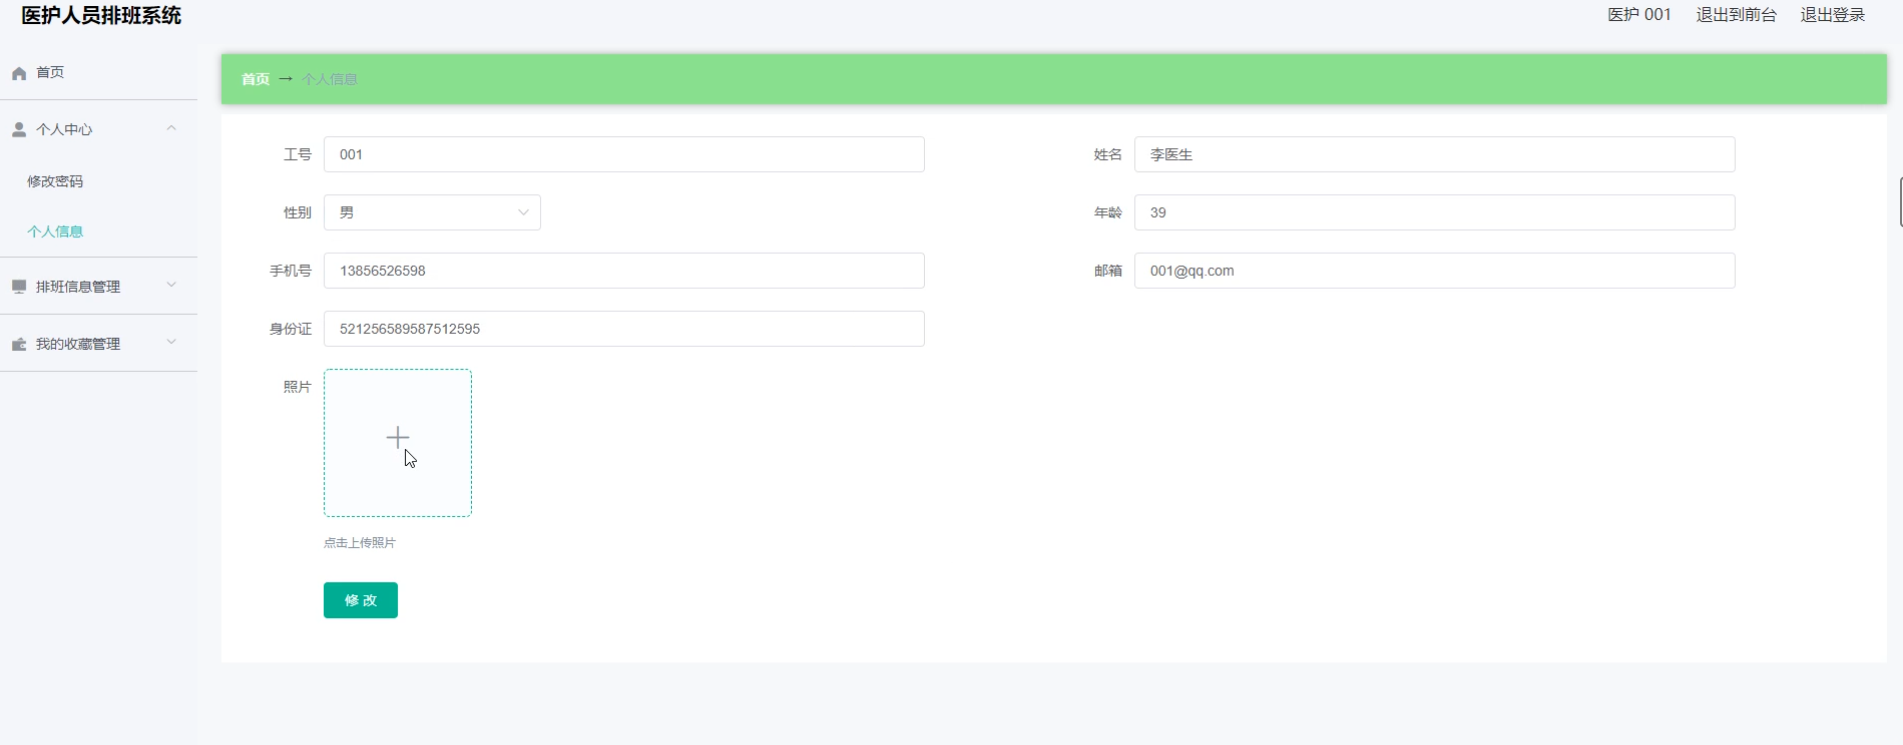 医护人员排班系统
医护 001 退出到前台 退出登录
首页
个人中心
修改密码
个人信息
排班信息管理
我的收藏管理
首页 → 个人信息
工号 001
姓名 李医生
性别 男
年龄 39
手机号 13856526598
邮箱 001@qq.com
身份证 521256589587512595
照片
点击上传照片
修 改